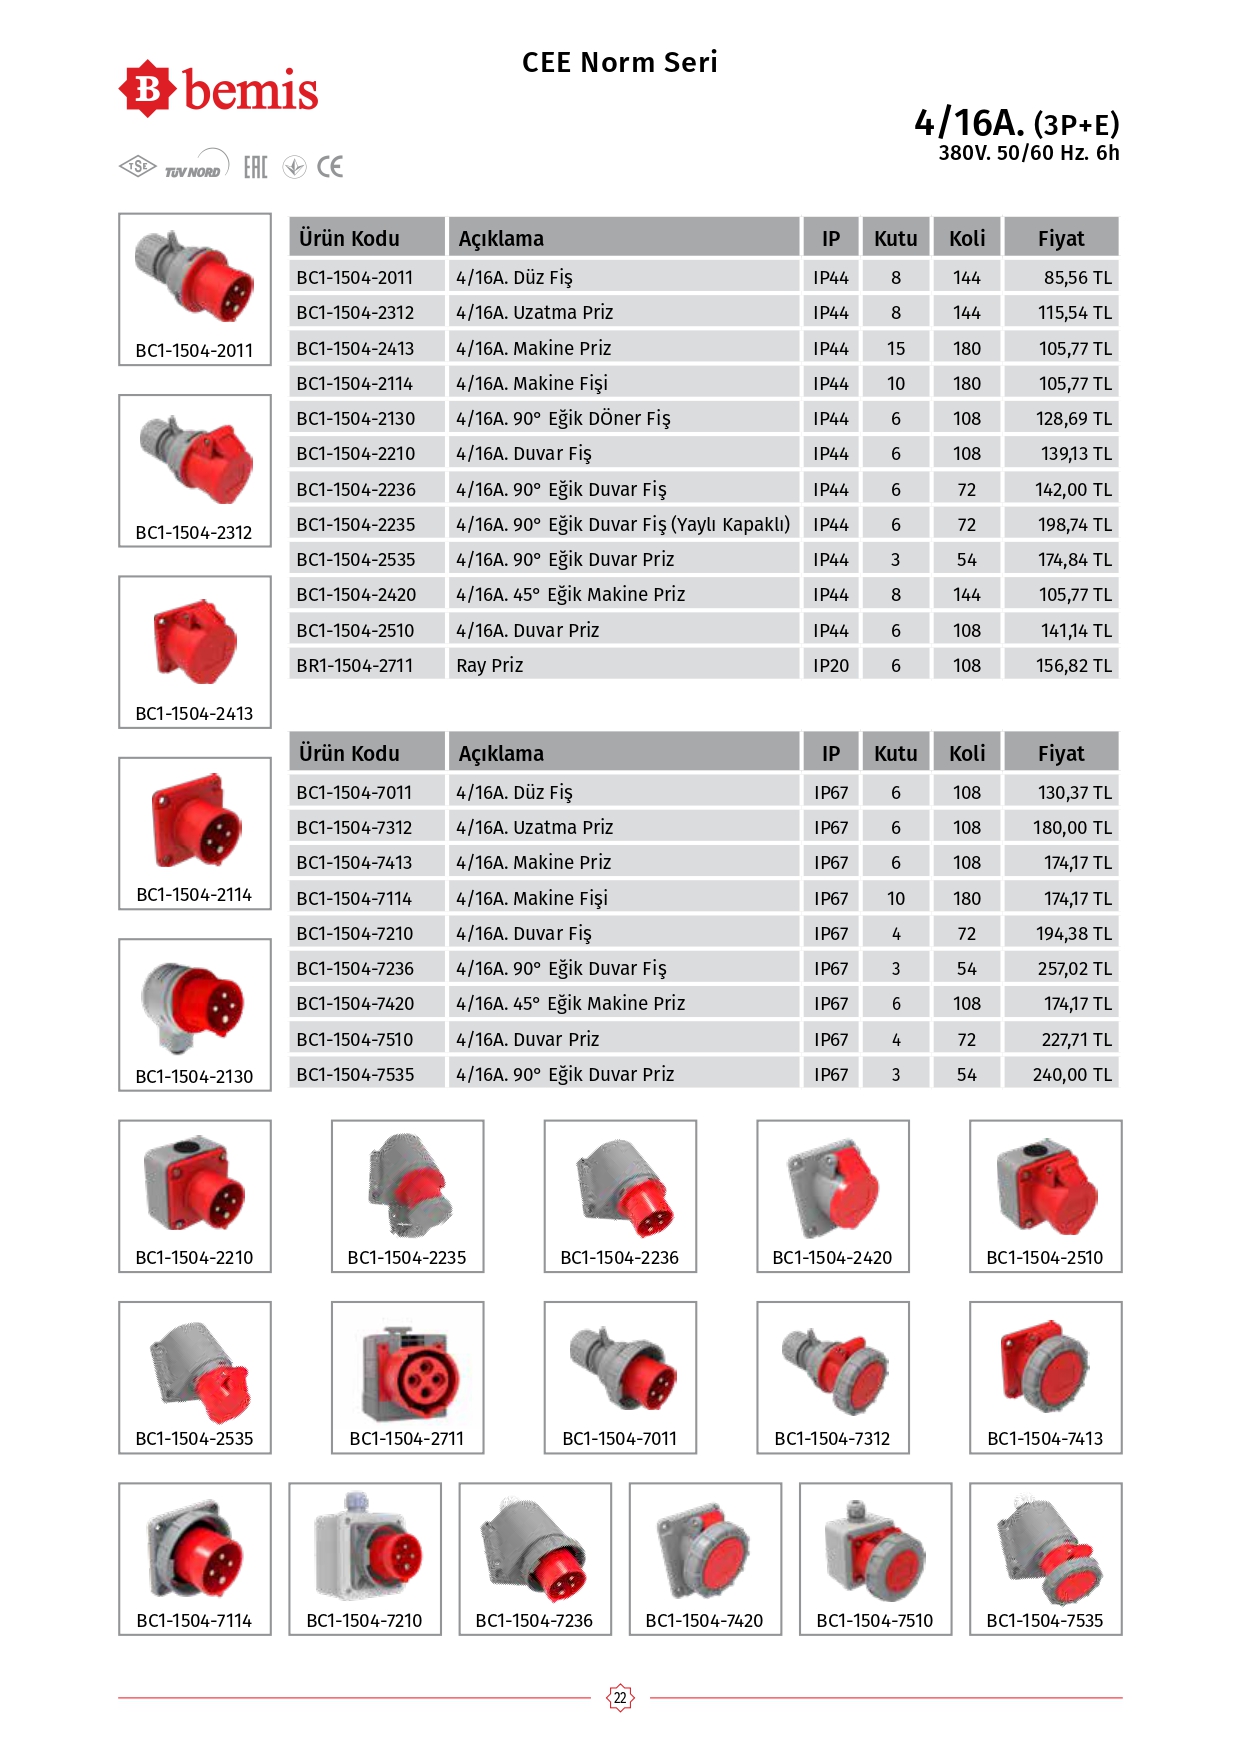 CEE Norm Seri
B bemis
4/16A. (3P+E)
380V. 50/60 Hz. 6h
TSE TÜV NORD EAC CE
Ürün Kodu Açıklama IP Kutu Koli Fiyat
BC1-1504-2011 4/16A. Düz Fiş IP44 8 144 85,56 TL
BC1-1504-2312 4/16A. Uzatma Priz IP44 8 144 115,54 TL
BC1-1504-2413 4/16A. Makine Priz IP44 15 180 105,77 TL
BC1-1504-2114 4/16A. Makine Fişi IP44 10 180 105,77 TL
BC1-1504-2130 4/16A. 90° Eğik DÖner Fiş IP44 6 108 128,69 TL
BC1-1504-2210 4/16A. Duvar Fiş IP44 6 108 139,13 TL
BC1-1504-2236 4/16A. 90° Eğik Duvar Fiş IP44 6 72 142,00 TL
BC1-1504-2235 4/16A. 90° Eğik Duvar Fiş (Yaylı Kapaklı) IP44 6 72 198,74 TL
BC1-1504-2535 4/16A. 90° Eğik Duvar Priz IP44 3 54 174,84 TL
BC1-1504-2420 4/16A. 45° Eğik Makine Priz IP44 8 144 105,77 TL
BC1-1504-2510 4/16A. Duvar Priz IP44 6 108 141,14 TL
BR1-1504-2711 Ray Priz IP20 6 108 156,82 TL
Ürün Kodu Açıklama IP Kutu Koli Fiyat
BC1-1504-7011 4/16A. Düz Fiş IP67 6 108 130,37 TL
BC1-1504-7312 4/16A. Uzatma Priz IP67 6 108 180,00 TL
BC1-1504-7413 4/16A. Makine Priz IP67 6 108 174,17 TL
BC1-1504-7114 4/16A. Makine Fişi IP67 10 180 174,17 TL
BC1-1504-7210 4/16A. Duvar Fiş IP67 4 72 194,38 TL
BC1-1504-7236 4/16A. 90° Eğik Duvar Fiş IP67 3 54 257,02 TL
BC1-1504-7420 4/16A. 45° Eğik Makine Priz IP67 6 108 174,17 TL
BC1-1504-7510 4/16A. Duvar Priz IP67 4 72 227,71 TL
BC1-1504-7535 4/16A. 90° Eğik Duvar Priz IP67 3 54 240,00 TL
BC1-1504-2011
BC1-1504-2312
BC1-1504-2413
BC1-1504-2114
BC1-1504-2130
BC1-1504-2210 BC1-1504-2235 BC1-1504-2236 BC1-1504-2420 BC1-1504-2510
BC1-1504-2535 BC1-1504-2711 BC1-1504-7011 BC1-1504-7312 BC1-1504-7413
BC1-1504-7114 BC1-1504-7210 BC1-1504-7236 BC1-1504-7420 BC1-1504-7510 BC1-1504-7535
22